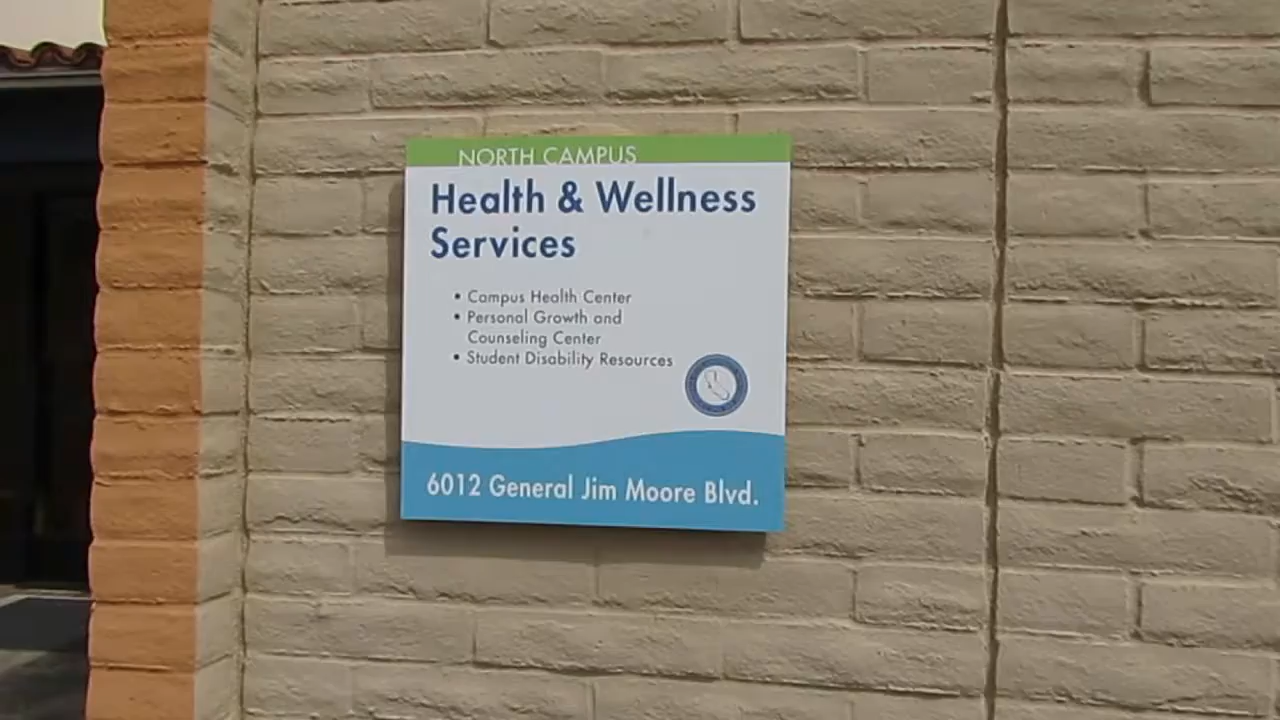 NORTH CAMPUS
Health & Wellness
Services
• Campus Health Center
• Personal Growth and
Counseling Center
• Student Disability Resources
6012 General Jim Moore Blvd.